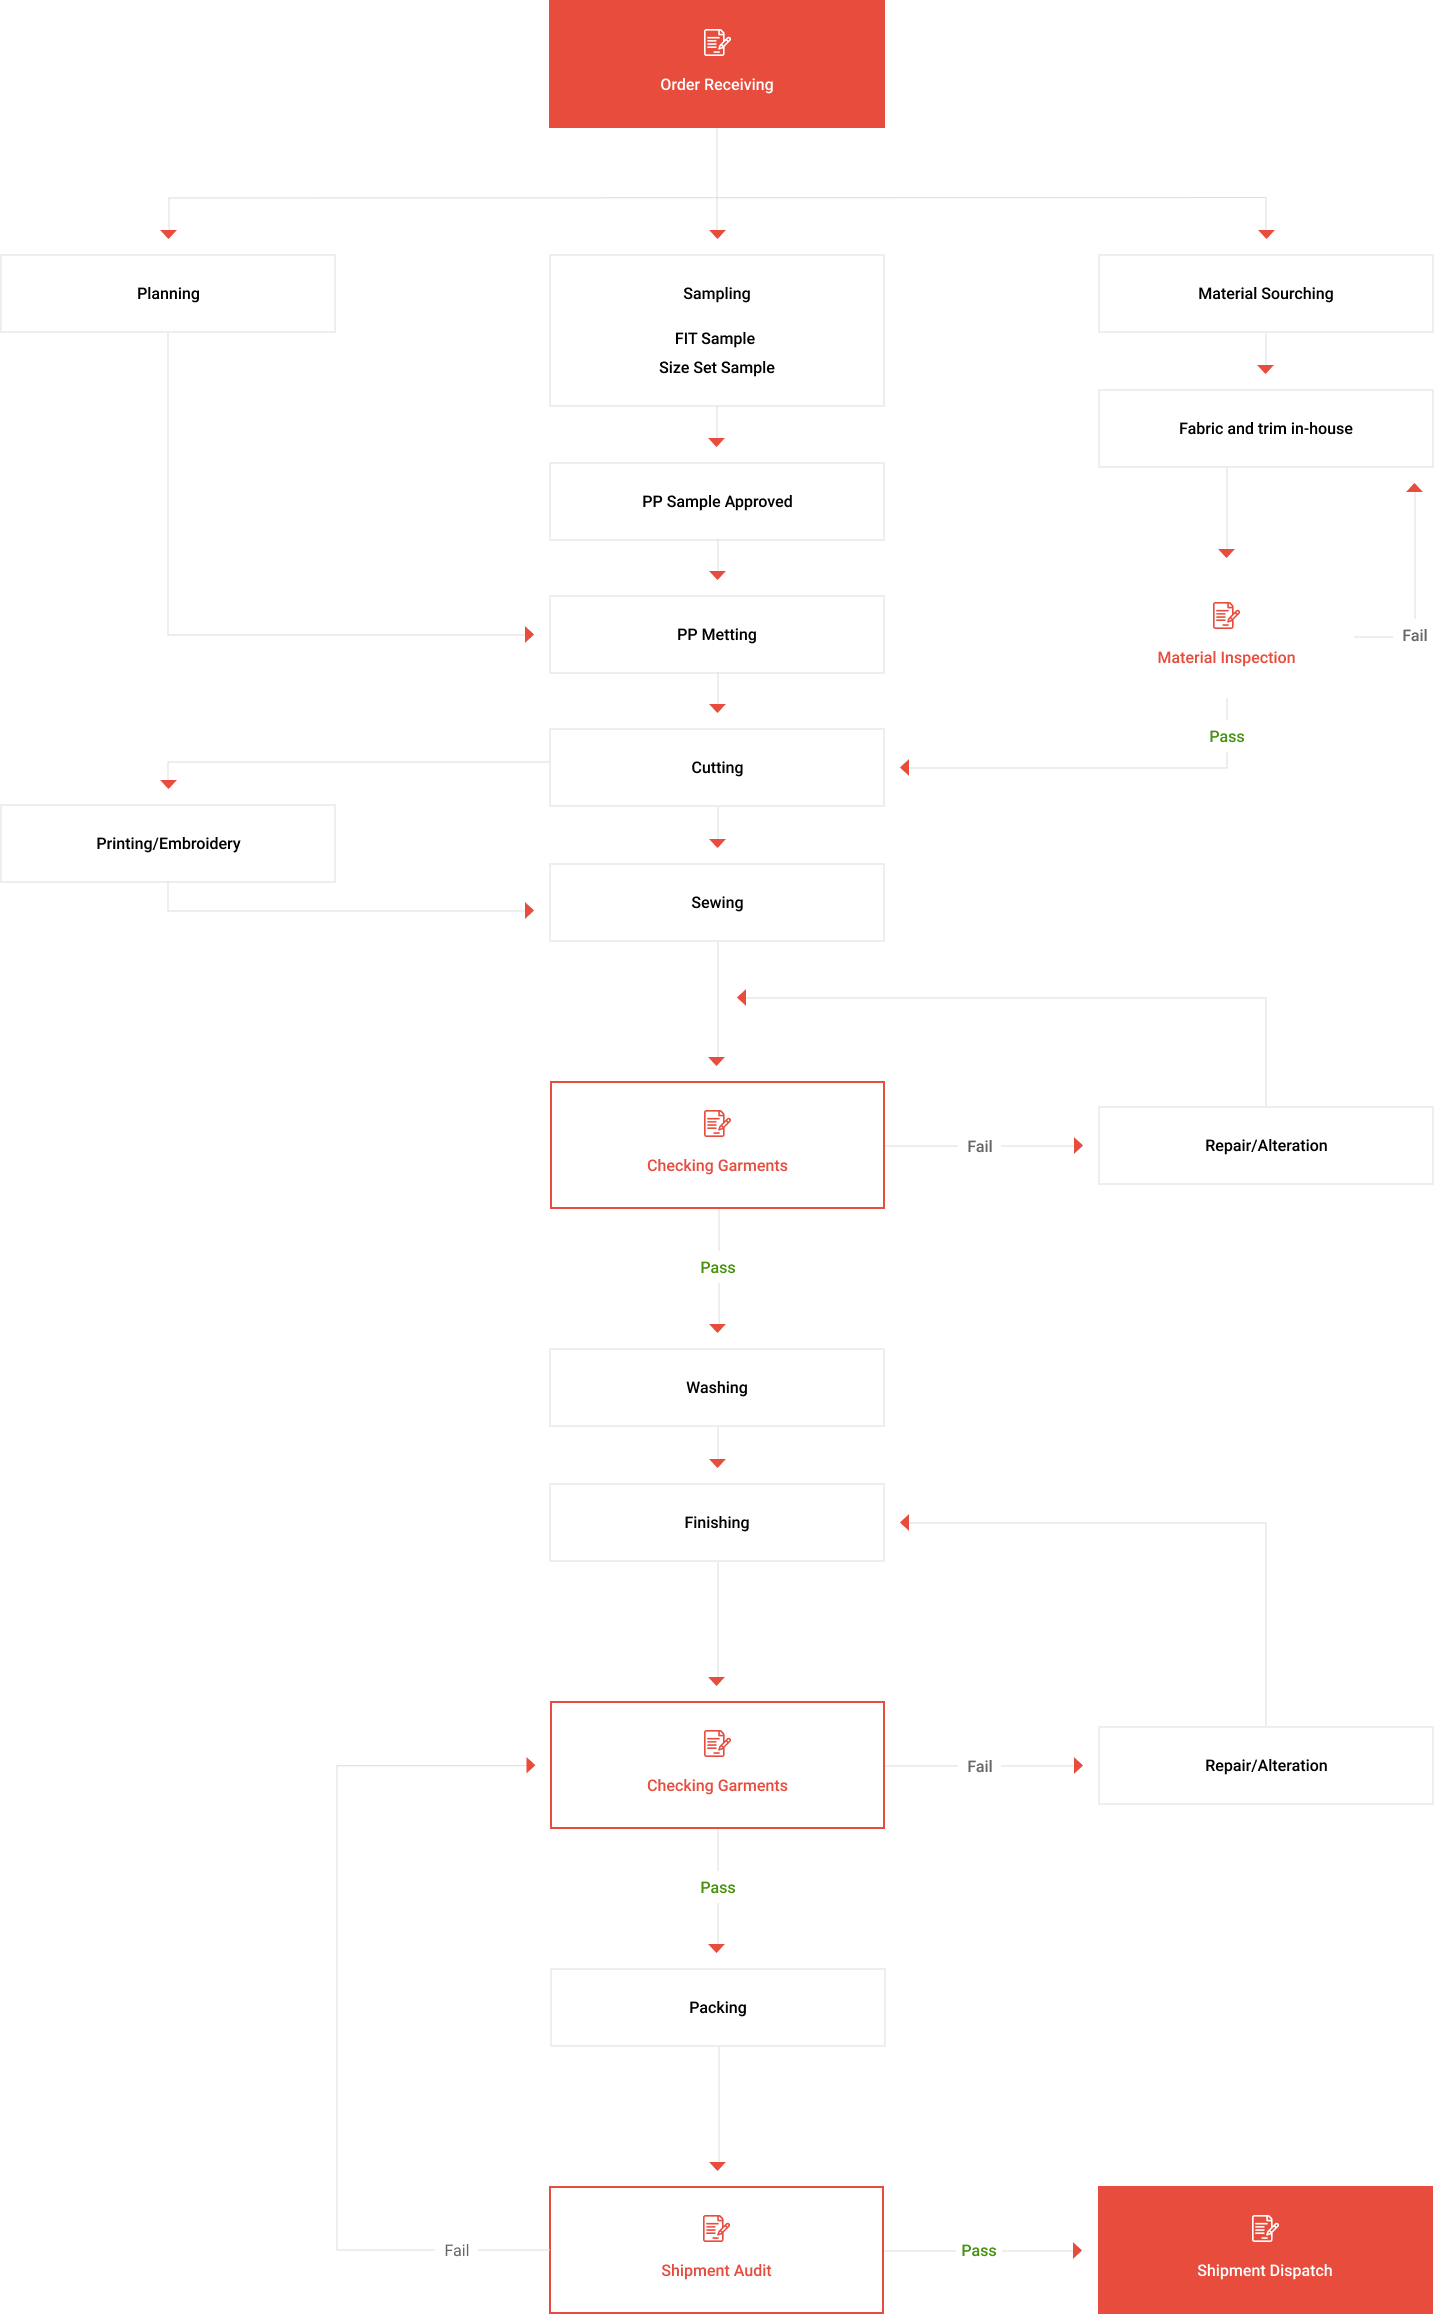 Order Receiving
Planning
Sampling
Material Sourching
FIT Sample
Size Set Sample
Fabric and trim in-house
PP Sample Approved
PP Metting
Fail
Material Inspection
Pass
Cutting
Printing/Embroidery
Sewing
Checking Garments
Fail
Repair/Alteration
Pass
Washing
Finishing
Checking Garments
Fail
Repair/Alteration
Pass
Packing
Fail
Shipment Audit
Pass
Shipment Dispatch